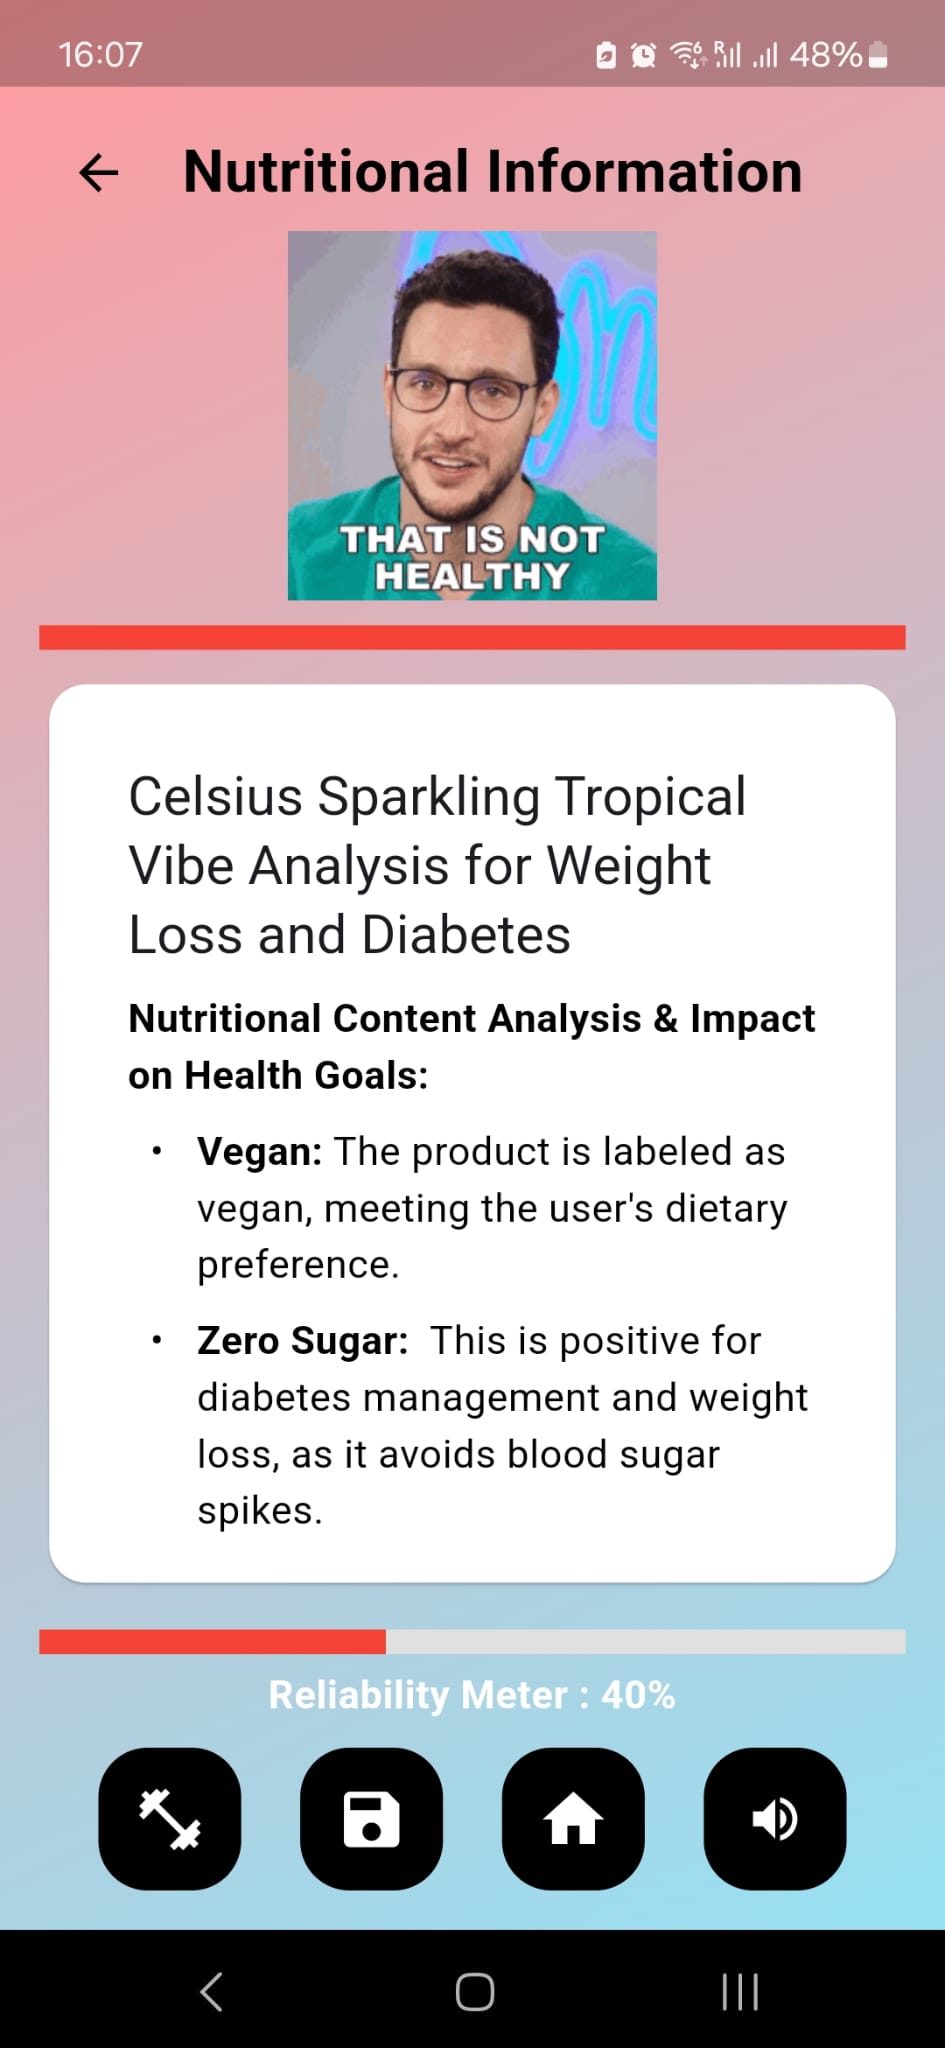 16:07
R
6
48%
Nutritional Information
THAT IS NOT
HEALTHY
Celsius Sparkling Tropical
Vibe Analysis for Weight
Loss and Diabetes
Nutritional Content Analysis & Impact
on Health Goals:
• Vegan: The product is labeled as
vegan, meeting the user's dietary
preference.
• Zero Sugar: This is positive for
diabetes management and weight
loss, as it avoids blood sugar
spikes.
Reliability Meter : 40%